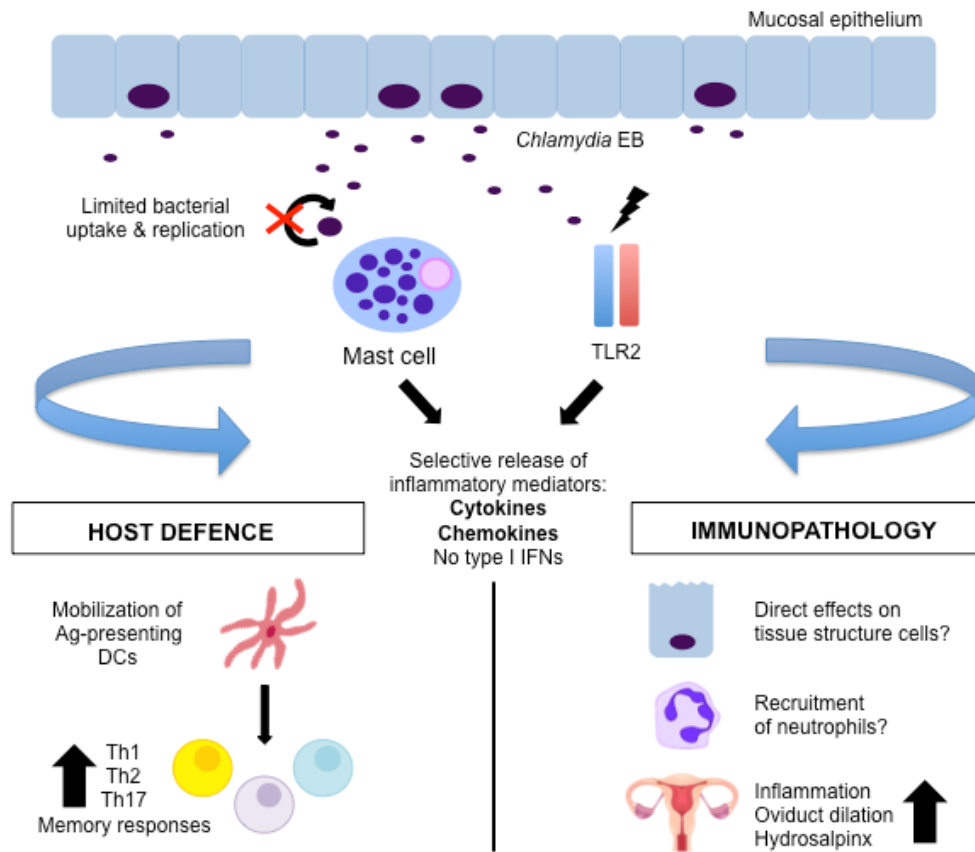 Mucosal epithelium
Chlamydia EB
Limited bacterial
uptake & replication
Mast cell
TLR2
Selective release of
inflammatory mediators:
Cytokines
Chemokines
No type I IFNs
HOST DEFENCE
Mobilization of
Ag-presenting
DCs
Th1
Th2
Th17
Memory responses
IMMUNOPATHOLOGY
Direct effects on
tissue structure cells?
Recruitment
of neutrophils?
Inflammation
Oviduct dilation
Hydrosalpinx